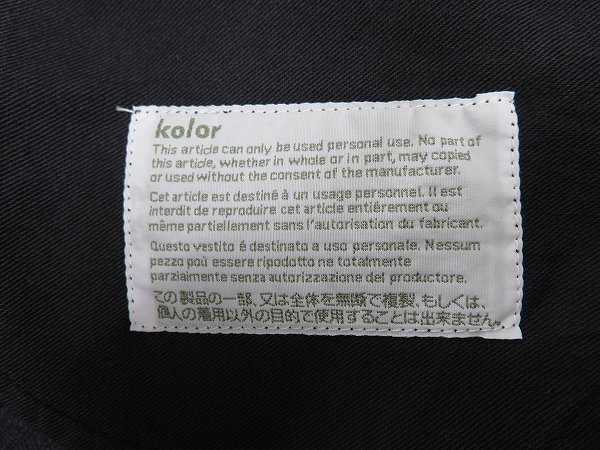 kolor
This article can only be used personal use. No part of
this article, whether in whole or in part, may copied
or used without the consent of the manufacturer.
Cet article est destiné à un usage personnel. Il est
interdit de reproduire cet article entiérement ou
même partiellement sans l'autorisation du fabricant.
Questo vestito é destinato a uso personale. Nessum
pezzo poú essere ripodotto ne totalmente
parzialmente senza autorizzazione del produttore.
この製品の一部、又は全体を無断で複製、もしくは、
個人の着用以外の目的で使用することは出来ません。